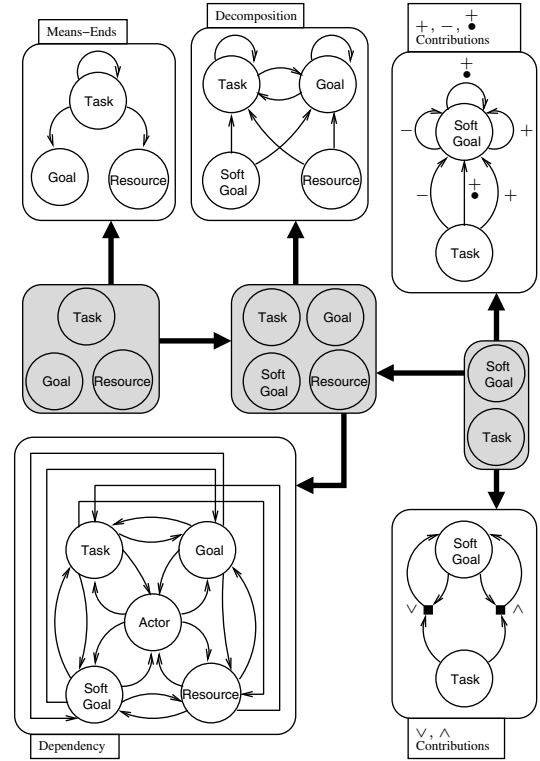 Means-Ends
Task
Goal
Resource
Decomposition
Task
Goal
Soft
Goal
Resource
+, −, +●
Contributions
+
●
−
Soft
Goal
+
−
+
●
+
Task
Task
Goal
Resource
Task
Goal
Soft
Goal
Resource
Soft
Goal
Task
Task
Goal
Actor
Soft
Goal
Resource
Dependency
Soft
Goal
∨
∧
Task
∨, ∧
Contributions